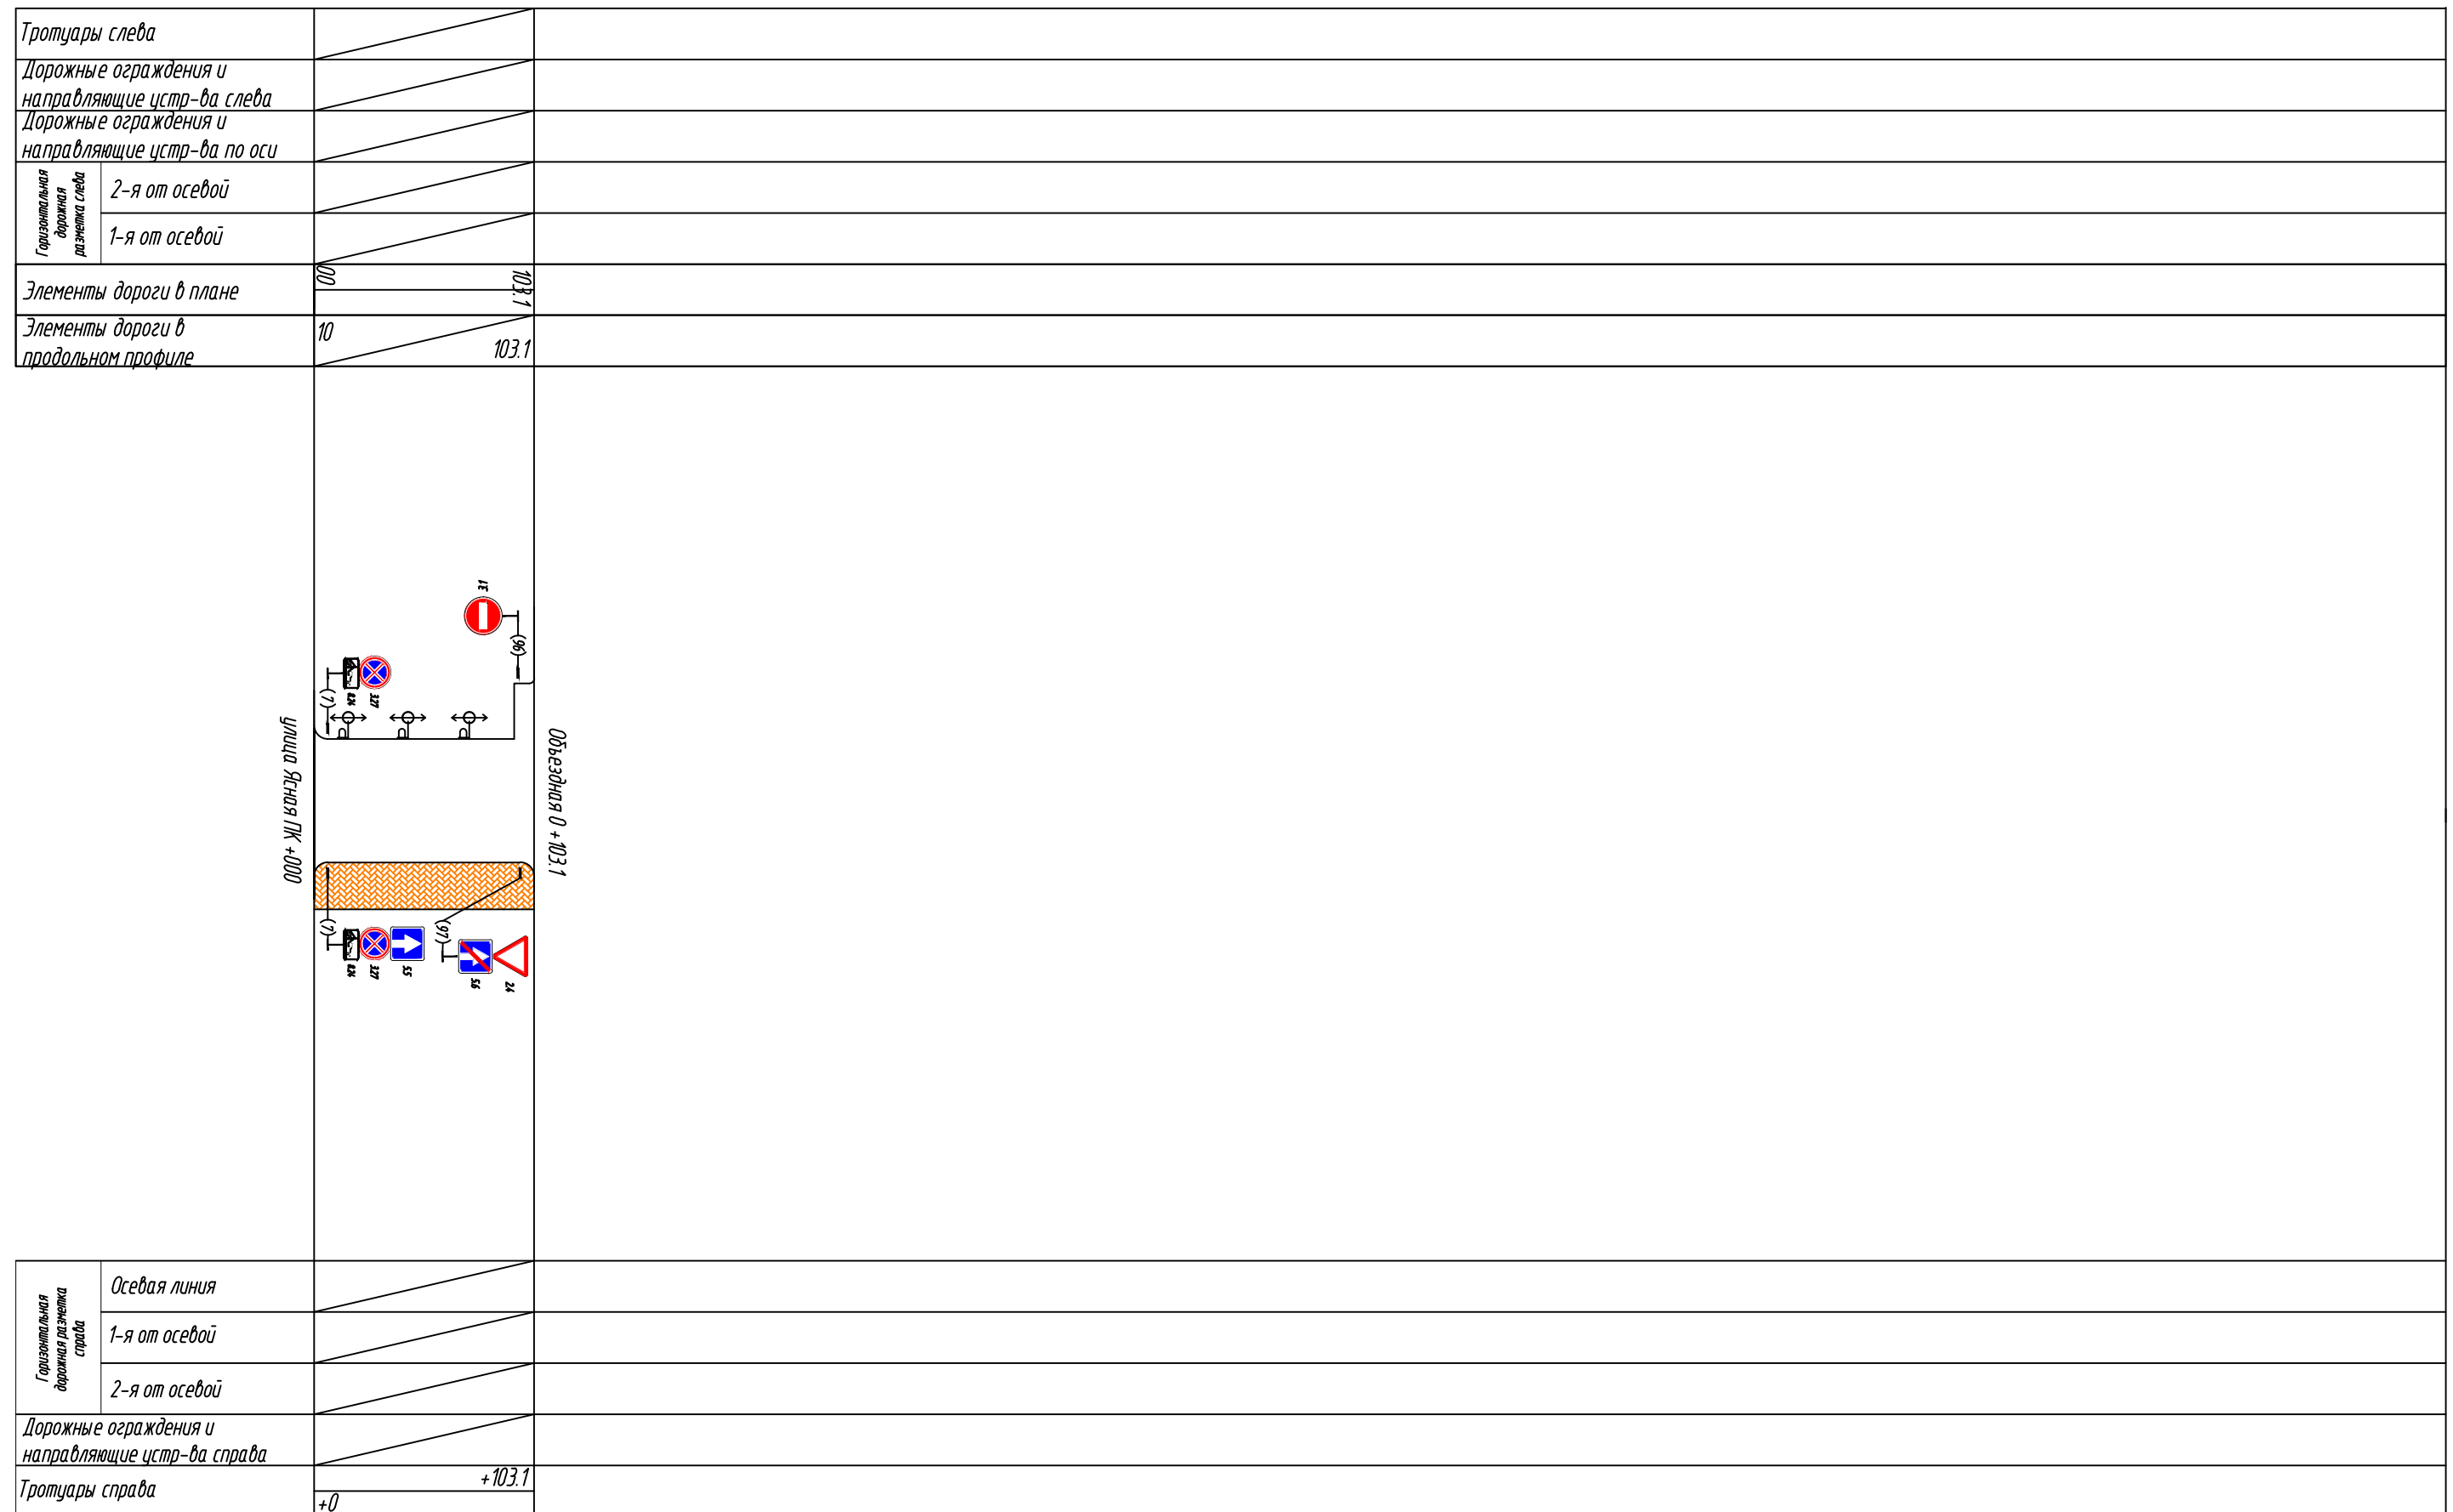 Тротуары слева
Дорожные ограждения и
направляющие устр-ва слева
Дорожные ограждения и
направляющие устр-ва по оси
Горизонтальная
дорожная
разметка слева
2-я от осевой
1-я от осевой
Элементы дороги в плане
00
103.1
Элементы дороги в
продольном профиле
10
103.1
3.1
(96)
8.24
3.27
(7)
улица Ясная ПК +000
Объездная 0 +103.1
(7)
8.24
3.27
5.5
(97)
5.6
2.4
Горизонтальная
дорожная разметка
справа
Осевая линия
1-я от осевой
2-я от осевой
Дорожные ограждения и
направляющие устр-ва справа
Тротуары справа
+103.1
+0